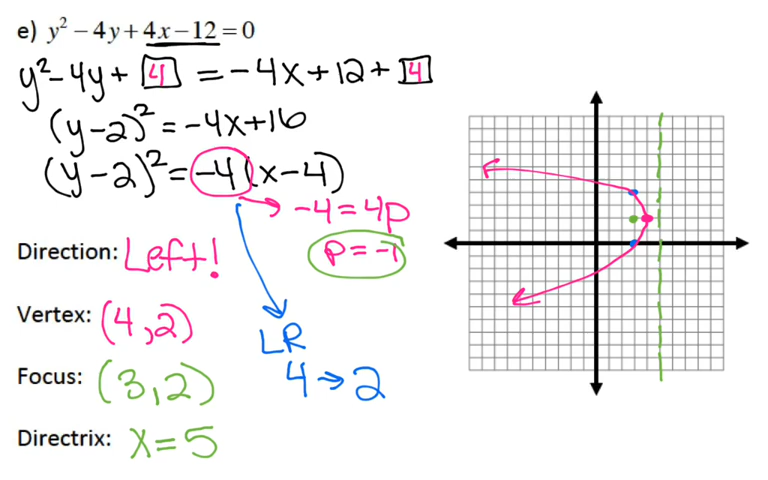 e) y² − 4y + 4x − 12 = 0
y² − 4y + 4 = −4x + 12 + 4
(y − 2)² = −4x + 16
(y − 2)² = −4(x − 4)
−4 = 4p
p = −1
Direction: Left!
Vertex: (4,2)
LR
4 → 2
Focus: (3,2)
Directrix: x = 5